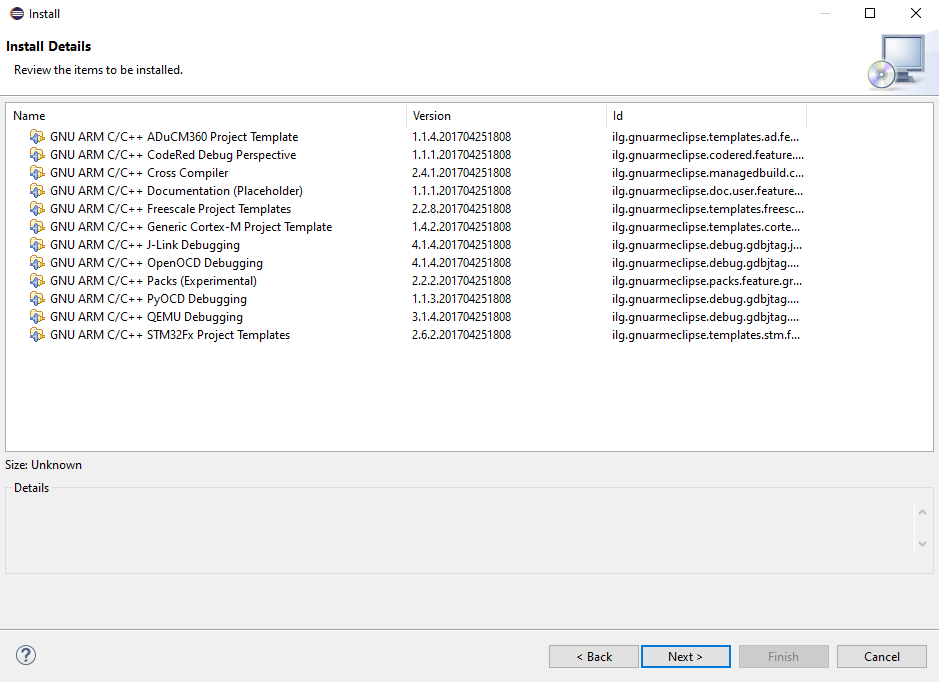 Install
Install Details
Review the items to be installed.
Name Version Id
GNU ARM C/C++ ADuCM360 Project Template 1.1.4.201704251808 ilg.gnuarmeclipse.templates.ad.fe...
GNU ARM C/C++ CodeRed Debug Perspective 1.1.1.201704251808 ilg.gnuarmeclipse.codered.feature....
GNU ARM C/C++ Cross Compiler 2.4.1.201704251808 ilg.gnuarmeclipse.managedbuild.c...
GNU ARM C/C++ Documentation (Placeholder) 1.1.1.201704251808 ilg.gnuarmeclipse.doc.user.feature...
GNU ARM C/C++ Freescale Project Templates 2.2.8.201704251808 ilg.gnuarmeclipse.templates.freesc...
GNU ARM C/C++ Generic Cortex-M Project Template 1.4.2.201704251808 ilg.gnuarmeclipse.templates.corte...
GNU ARM C/C++ J-Link Debugging 4.1.4.201704251808 ilg.gnuarmeclipse.debug.gdbjtag.j...
GNU ARM C/C++ OpenOCD Debugging 4.1.4.201704251808 ilg.gnuarmeclipse.debug.gdbjtag....
GNU ARM C/C++ Packs (Experimental) 2.2.2.201704251808 ilg.gnuarmeclipse.packs.feature.gr...
GNU ARM C/C++ PyOCD Debugging 1.1.3.201704251808 ilg.gnuarmeclipse.debug.gdbjtag....
GNU ARM C/C++ QEMU Debugging 3.1.4.201704251808 ilg.gnuarmeclipse.debug.gdbjtag....
GNU ARM C/C++ STM32Fx Project Templates 2.6.2.201704251808 ilg.gnuarmeclipse.templates.stm.f...
Size: Unknown
Details
? < Back Next > Finish Cancel